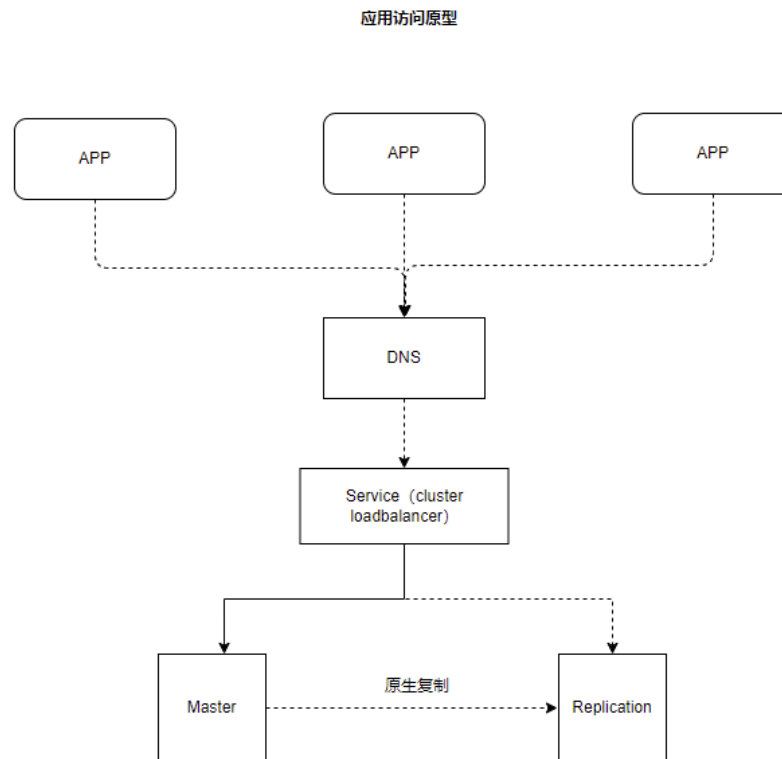 应用访问原型
APP
APP
APP
DNS
Service（cluster
loadbalancer）
原生复制
Master
Replication